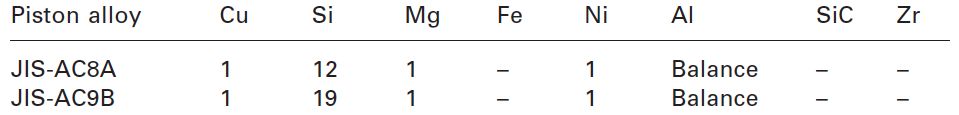 Piston alloy Cu Si Mg Fe Ni Al SiC Zr
JIS-AC8A 1 12 1 – 1 Balance – –
JIS-AC9B 1 19 1 – 1 Balance – –